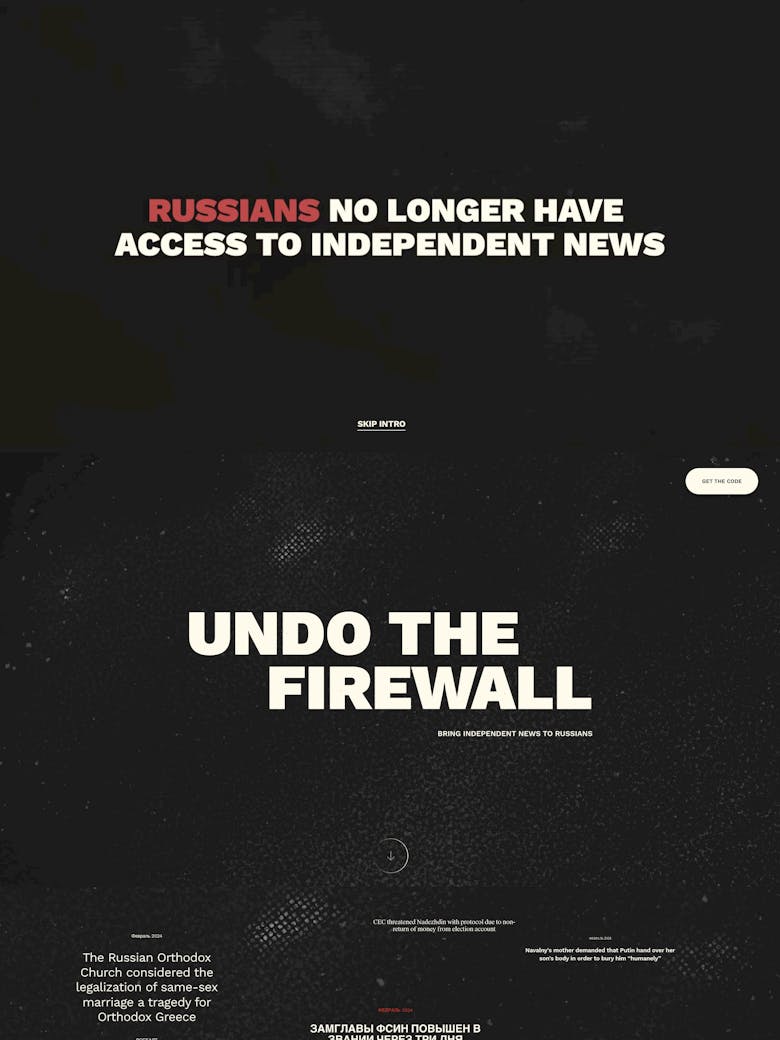 RUSSIANS NO LONGER HAVE
ACCESS TO INDEPENDENT NEWS
SKIP INTRO
GET THE CODE
UNDO THE
FIREWALL
BRING INDEPENDENT NEWS TO RUSSIANS
CEC threatened Nadezhdin with protocol due to non-
return of money from election account
Февраль 2024
The Russian Orthodox
Church considered the
legalization of same-sex
marriage a tragedy for
Orthodox Greece
ФЕВРАЛЬ 2024
Navalny's mother demanded that Putin hand over her
son's body in order to bury him "humanely"
ФЕВРАЛЬ 2024
ЗАМГЛАВЫ ФСИН ПОВЫШЕН В
ЗВАНИИ ЧЕРЕЗ ТРИ ДНЯ